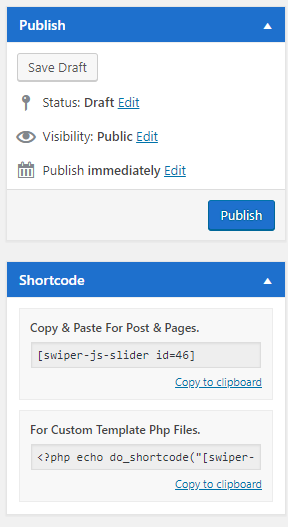 Publish
Save Draft
Status: Draft Edit
Visibility: Public Edit
Publish immediately Edit
Publish
Shortcode
Copy & Paste For Post & Pages.
[swiper-js-slider id=46]
Copy to clipboard
For Custom Template Php Files.
<?php echo do_shortcode("[swiper-
Copy to clipboard